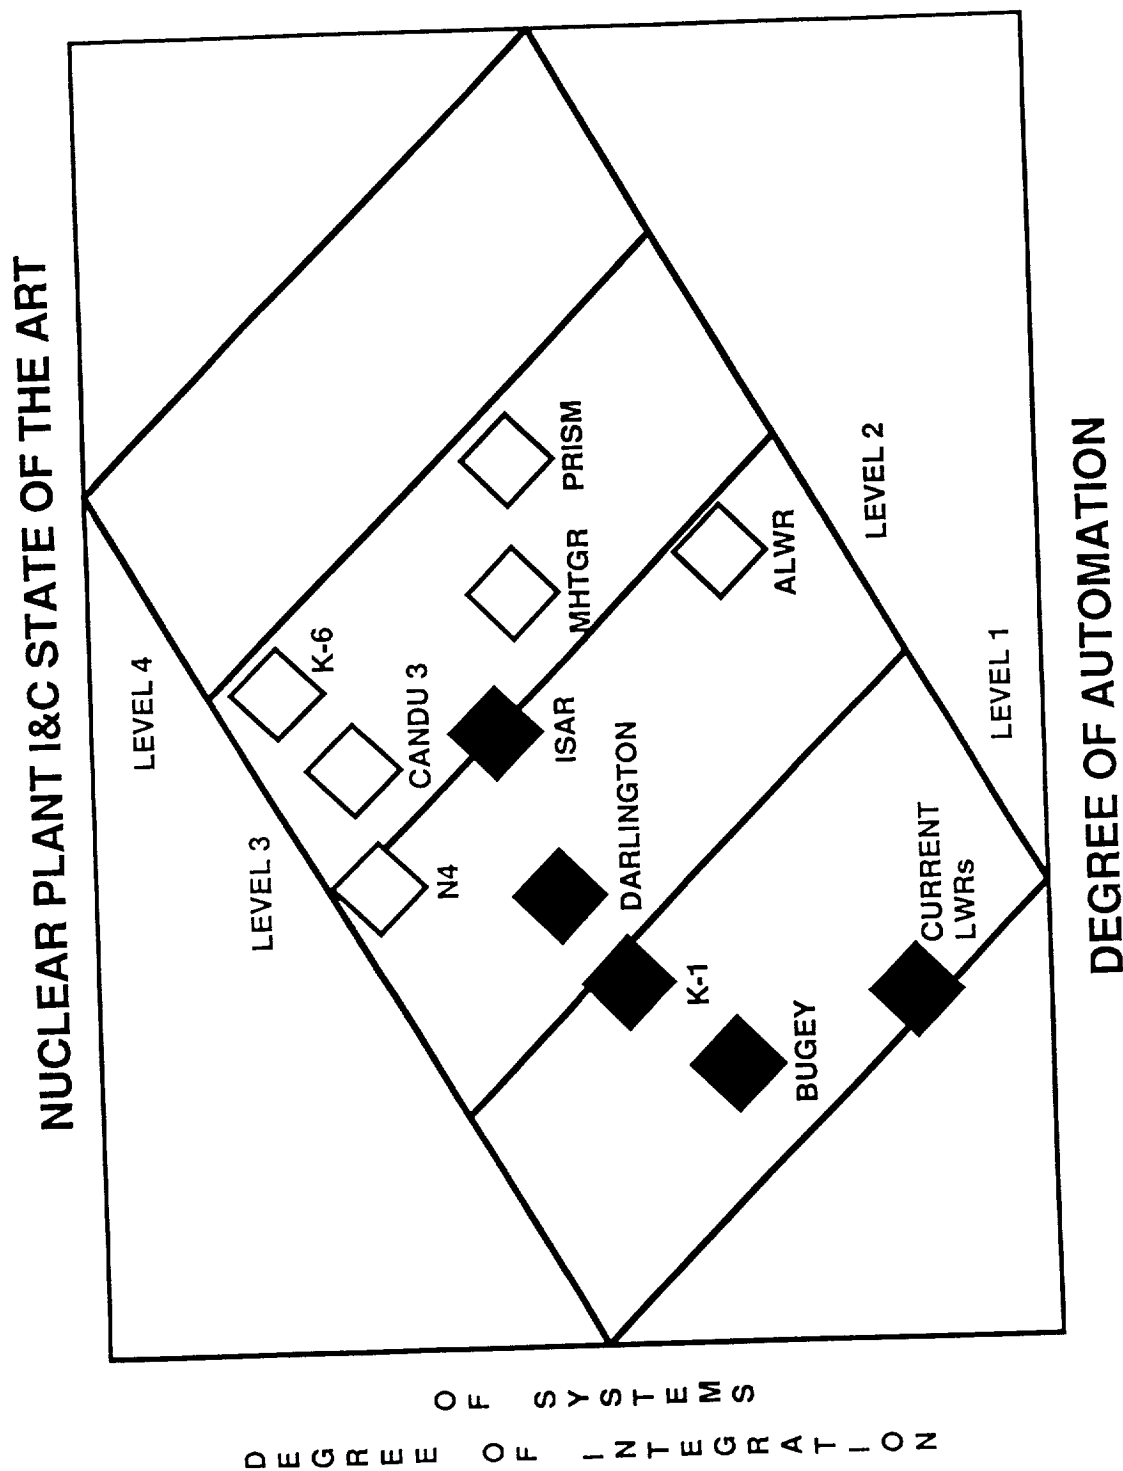 NUCLEAR PLANT I&C STATE OF THE ART
DEGREE OF INTEGRATION
OF SYSTEMS
LEVEL 4
LEVEL 3
K-6
CANDU 3
N4
MHTGR
PRISM
ISAR
DARLINGTON
K-1
ALWR
BUGEY
LEVEL 2
CURRENT
LWRs
LEVEL 1
DEGREE OF AUTOMATION